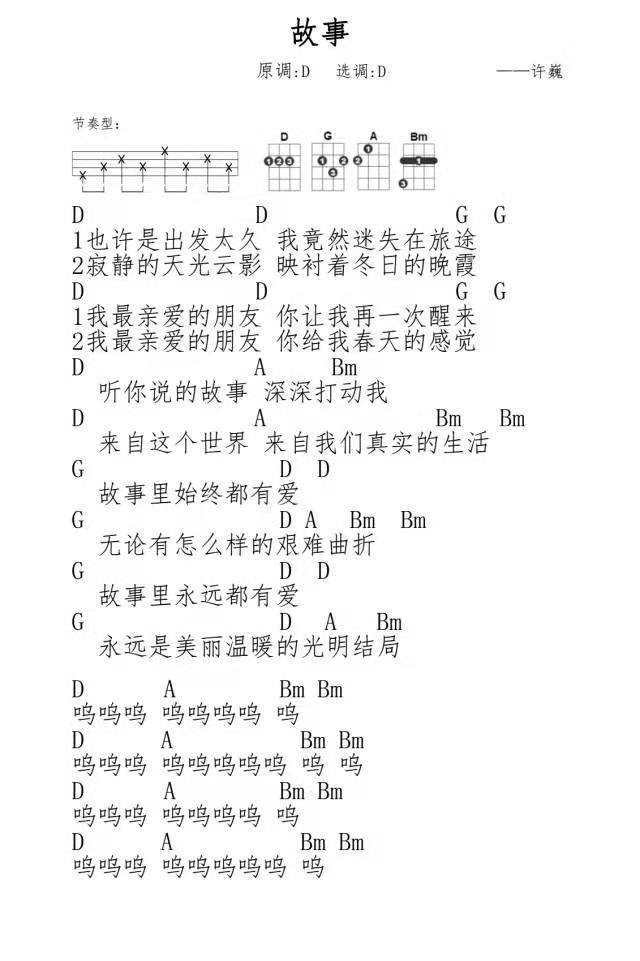 故事
原调:D 选调:D ——许巍
节奏型:
D G A Bm
D D G G
1也许是出发太久 我竟然迷失在旅途
2寂静的天光云影 映衬着冬日的晚霞
D D G G
1我最亲爱的朋友 你让我再一次醒来
2我最亲爱的朋友 你给我春天的感觉
D A Bm
听你说的故事 深深打动我
D A Bm Bm
来自这个世界 来自我们真实的生活
G D D
故事里始终都有爱
G D A Bm Bm
无论有怎么样的艰难曲折
G D D
故事里永远都有爱
G D A Bm
永远是美丽温暖的光明结局
D A Bm Bm
呜呜呜 呜呜呜呜 呜
D A Bm Bm
呜呜呜 呜呜呜呜呜 呜 呜
D A Bm Bm
呜呜呜 呜呜呜呜 呜
D A Bm Bm
呜呜呜 呜呜呜呜呜 呜